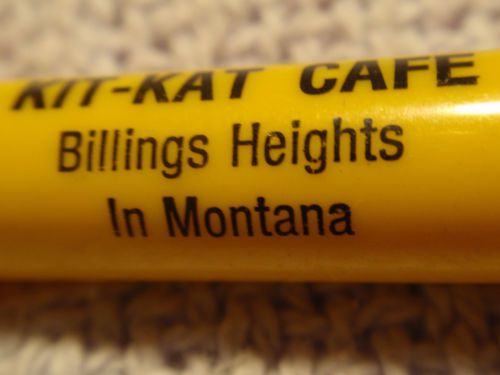 KIT-KAT CAFE
Billings Heights
In Montana